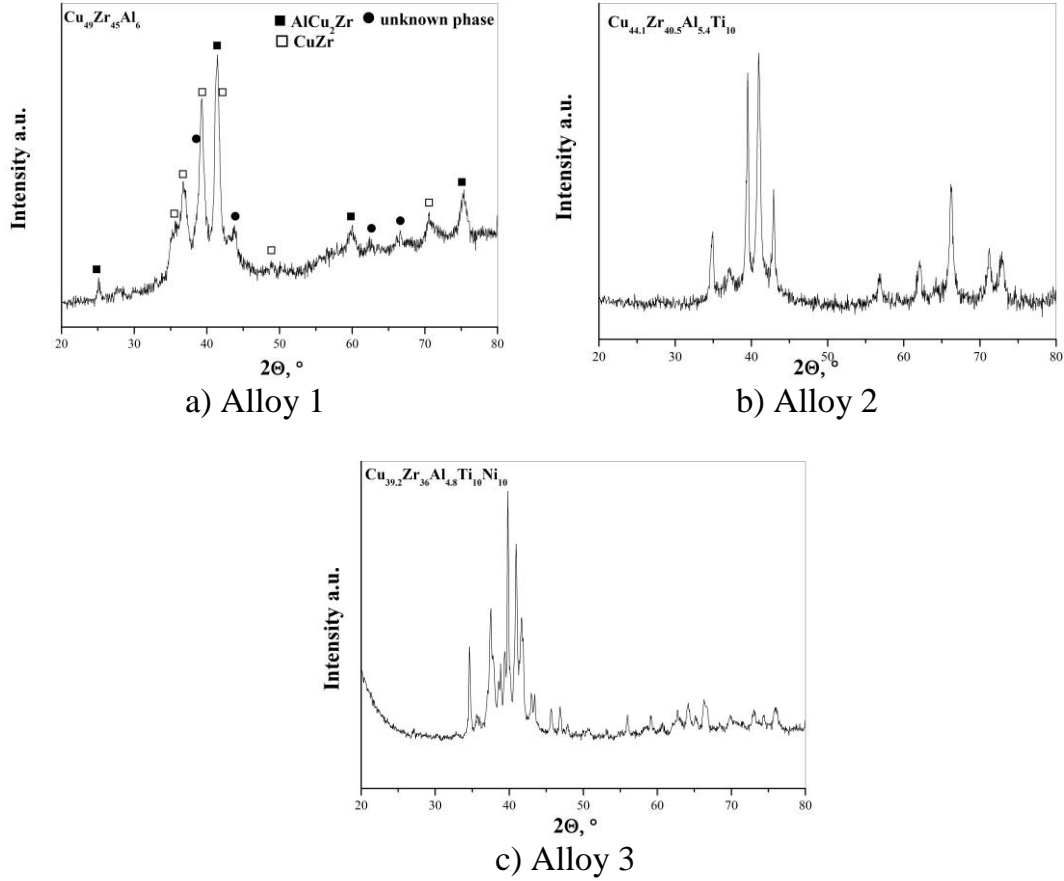 Cu49Zr45Al6
■ AlCu2Zr ● unknown phase
□ CuZr
Intensity a.u.
20 30 40 50 60 70 80
2Θ, °
a) Alloy 1
Cu44.1Zr40.5Al5.4Ti10
Intensity a.u.
20 30 40 50 60 70 80
2Θ, °
b) Alloy 2
Cu39.2Zr36Al4.8Ti10Ni10
Intensity a.u.
20 30 40 50 60 70 80
2Θ, °
c) Alloy 3